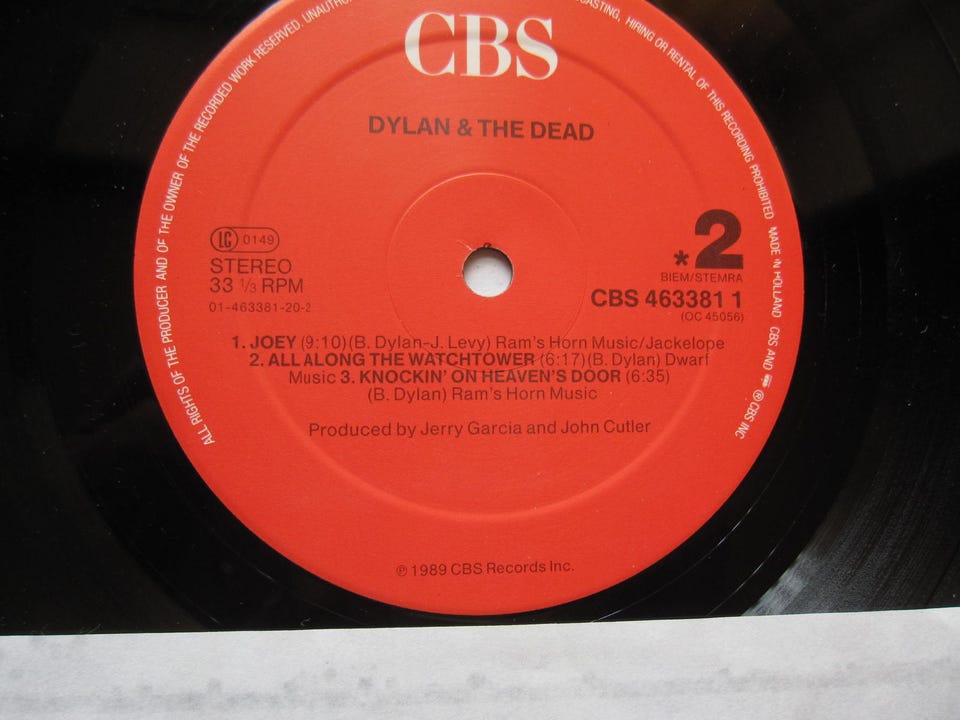 CBS
DYLAN & THE DEAD
LC 0149
STEREO
33 1/3 RPM
01-463381-20-2
*2
BIEM/STEMRA
CBS 463381 1
(OC 45056)
1. JOEY (9:10)(B. Dylan–J. Levy) Ram's Horn Music/Jackelope
2. ALL ALONG THE WATCHTOWER (6:17)(B. Dylan) Dwarf
Music 3. KNOCKIN' ON HEAVEN'S DOOR (6:35)
(B. Dylan) Ram's Horn Music
Produced by Jerry Garcia and John Cutler
℗ 1989 CBS Records Inc.
ALL RIGHTS OF THE PRODUCER AND OF THE OWNER OF THE RECORDED WORK RESERVED. HIRING OR RENTAL OF THIS RECORDING PROHIBITED MADE IN HOLLAND CBS AND ® CBS INC